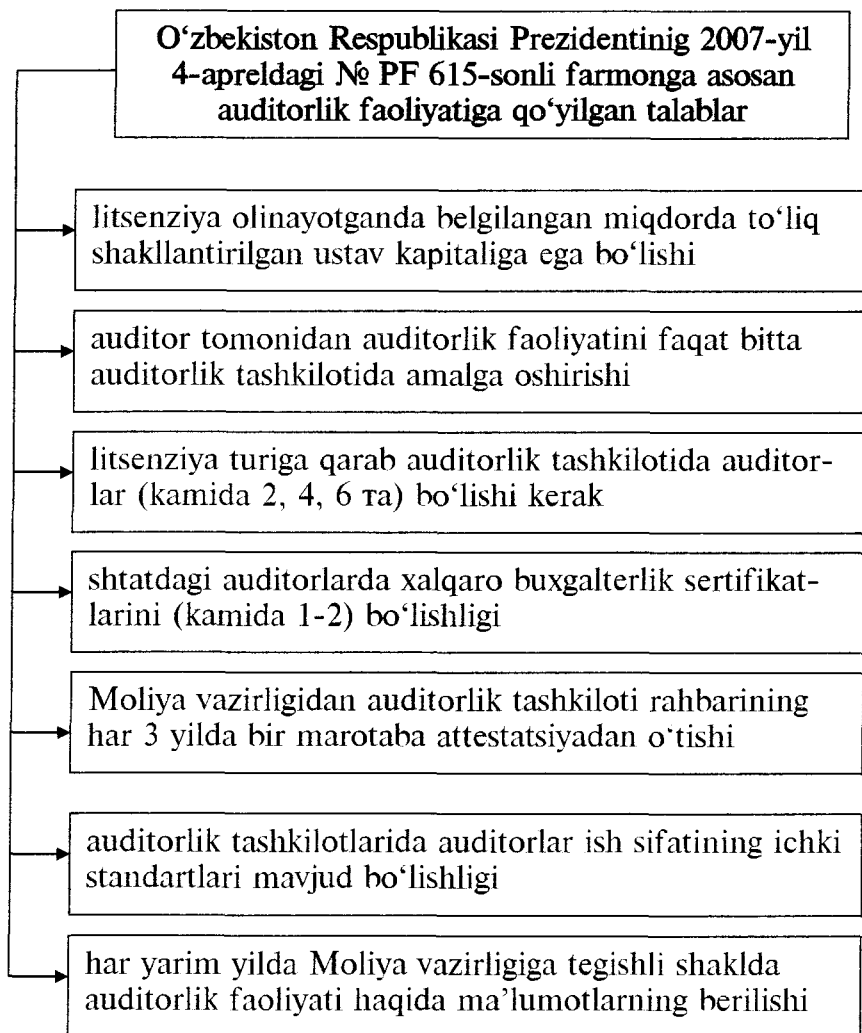 O‘zbekiston Respublikasi Prezidentinig 2007-yil
4-apreldagi № PF 615-sonli farmonga asosan
auditorlik faoliyatiga qo‘yilgan talablar
litsenziya olinayotganda belgilangan miqdorda to‘liq
shakllantirilgan ustav kapitaliga ega bo‘lishi
auditor tomonidan auditorlik faoliyatini faqat bitta
auditorlik tashkilotida amalga oshirishi
litsenziya turiga qarab auditorlik tashkilotida auditor-
lar (kamida 2, 4, 6 та) bo‘lishi kerak
shtatdagi auditorlarda xalqaro buxgalterlik sertifikat-
larini (kamida 1-2) bo‘lishligi
Moliya vazirligidan auditorlik tashkiloti rahbarining
har 3 yilda bir marotaba attestatsiyadan o‘tishi
auditorlik tashkilotlarida auditorlar ish sifatining ichki
standartlari mavjud bo‘lishligi
har yarim yilda Moliya vazirligiga tegishli shaklda
auditorlik faoliyati haqida ma’lumotlarning berilishi